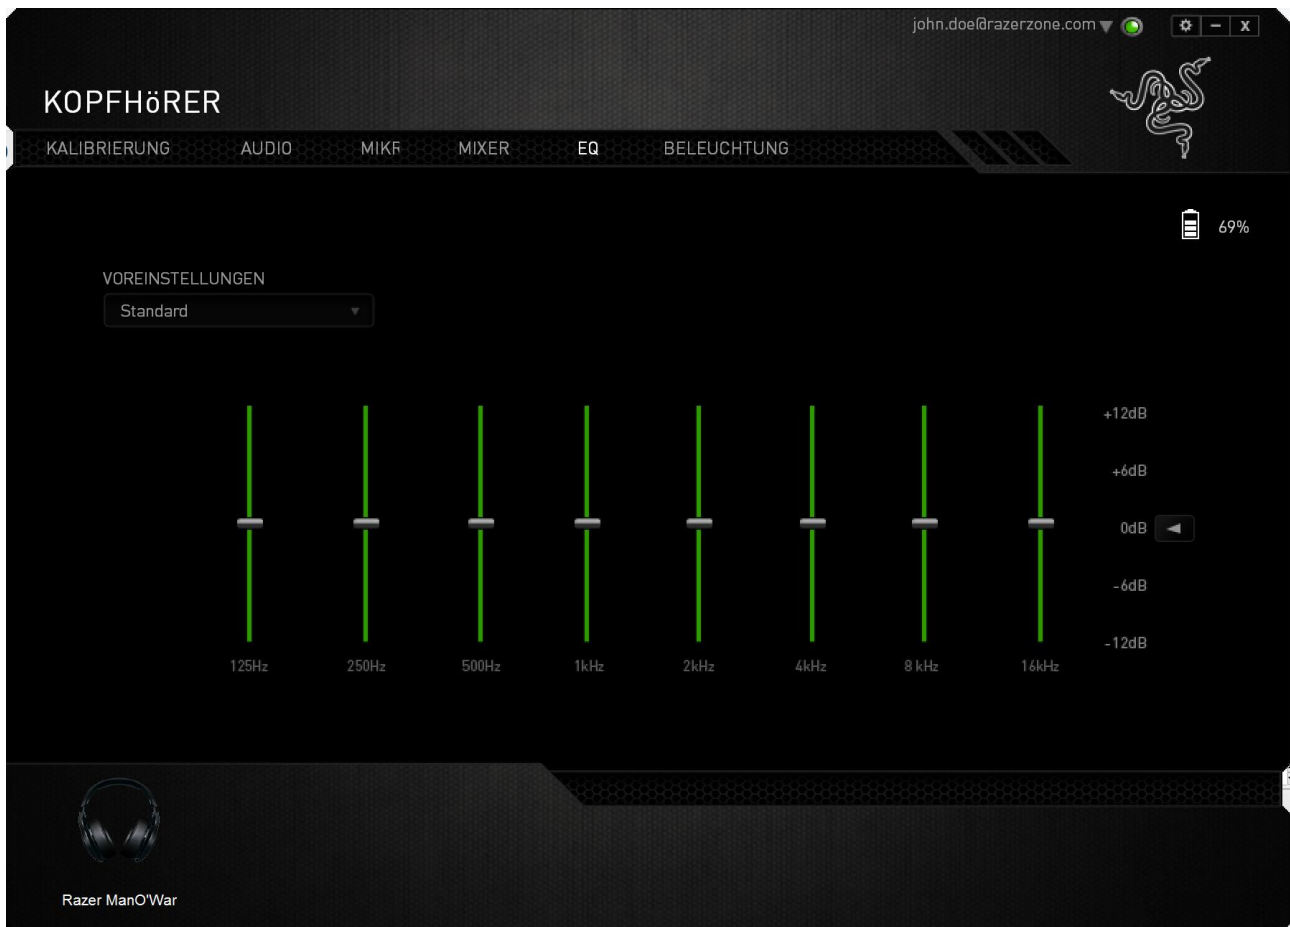 john.doe@razerzone.com
X
KOPFHöRER
KALIBRIERUNG AUDIO MIKR MIXER EQ BELEUCHTUNG
69%
VOREINSTELLUNGEN
Standard
+12dB
+6dB
0dB
-6dB
-12dB
125Hz 250Hz 500Hz 1kHz 2kHz 4kHz 8 kHz 16kHz
Razer ManO'War